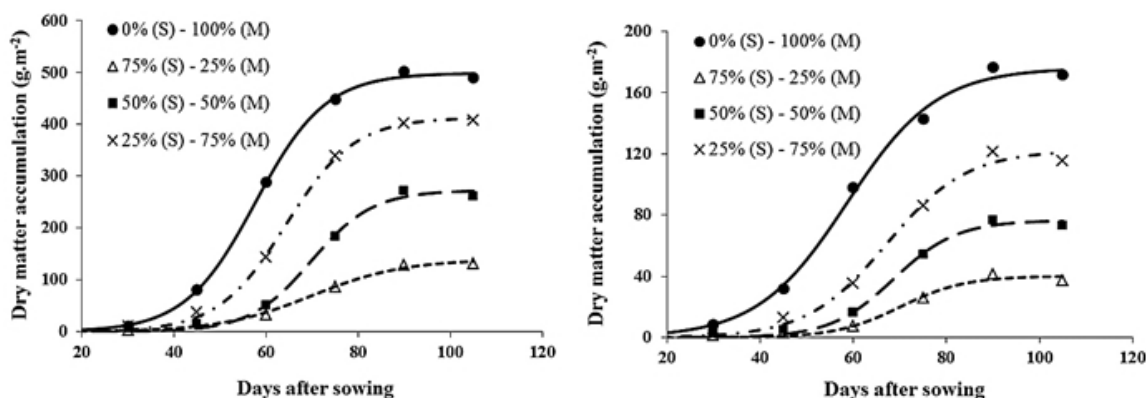 Dry matter accumulation (g.m-2)
600
500
400
300
200
100
0
0% (S) - 100% (M)
75% (S) - 25% (M)
50% (S) - 50% (M)
25% (S) - 75% (M)
20 40 60 80 100 120
Days after sowing
Dry matter accumulation (g.m-2)
200
160
120
80
40
0
0% (S) - 100% (M)
75% (S) - 25% (M)
50% (S) - 50% (M)
25% (S) - 75% (M)
20 40 60 80 100 120
Days after sowing